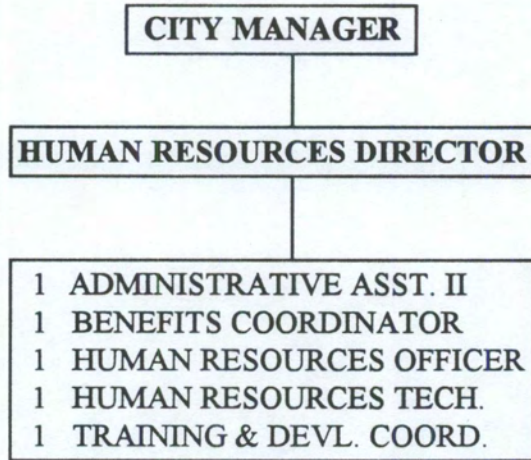 CITY MANAGER
HUMAN RESOURCES DIRECTOR
1 ADMINISTRATIVE ASST. II
1 BENEFITS COORDINATOR
1 HUMAN RESOURCES OFFICER
1 HUMAN RESOURCES TECH.
1 TRAINING & DEVL. COORD.